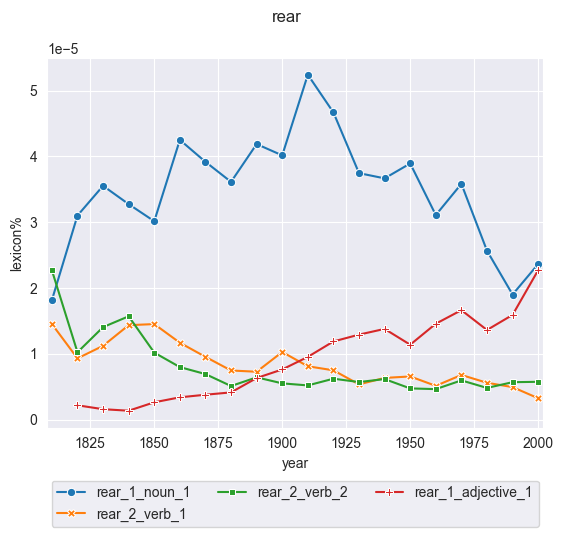 rear
1e−5
5
4
3
2
1
0
lexicon%
1825 1850 1875 1900 1925 1950 1975 2000
year
rear_1_noun_1 rear_2_verb_2 rear_1_adjective_1
rear_2_verb_1